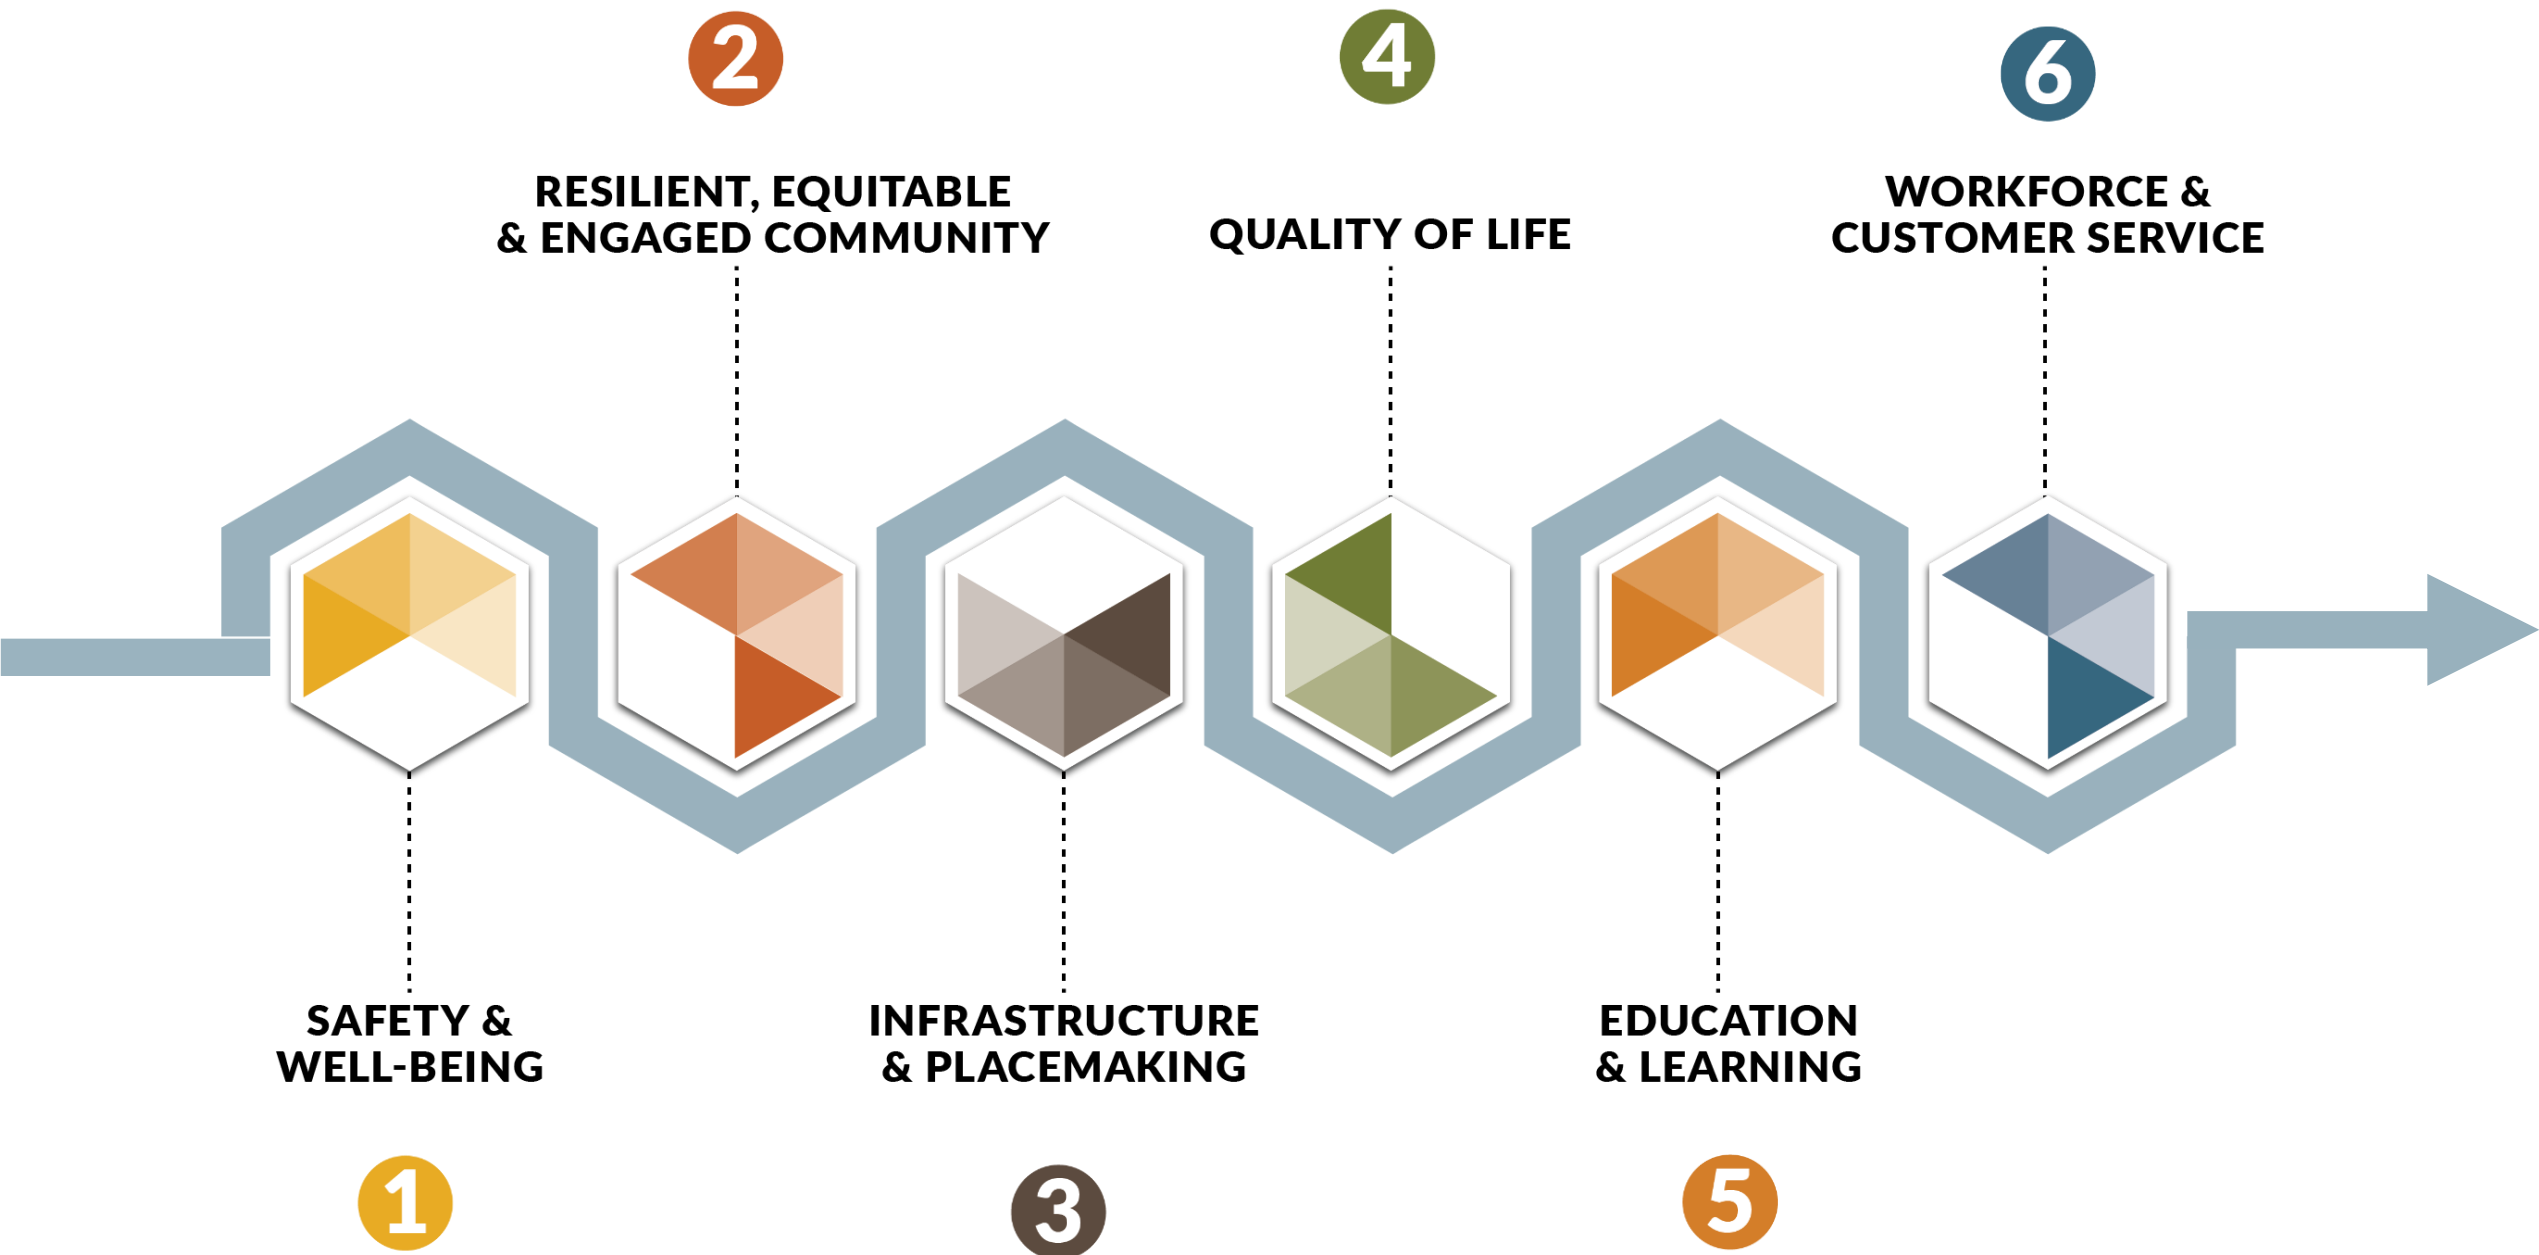 2
RESILIENT, EQUITABLE
& ENGAGED COMMUNITY
4
QUALITY OF LIFE
6
WORKFORCE &
CUSTOMER SERVICE
SAFETY &
WELL-BEING
1
INFRASTRUCTURE
& PLACEMAKING
3
EDUCATION
& LEARNING
5